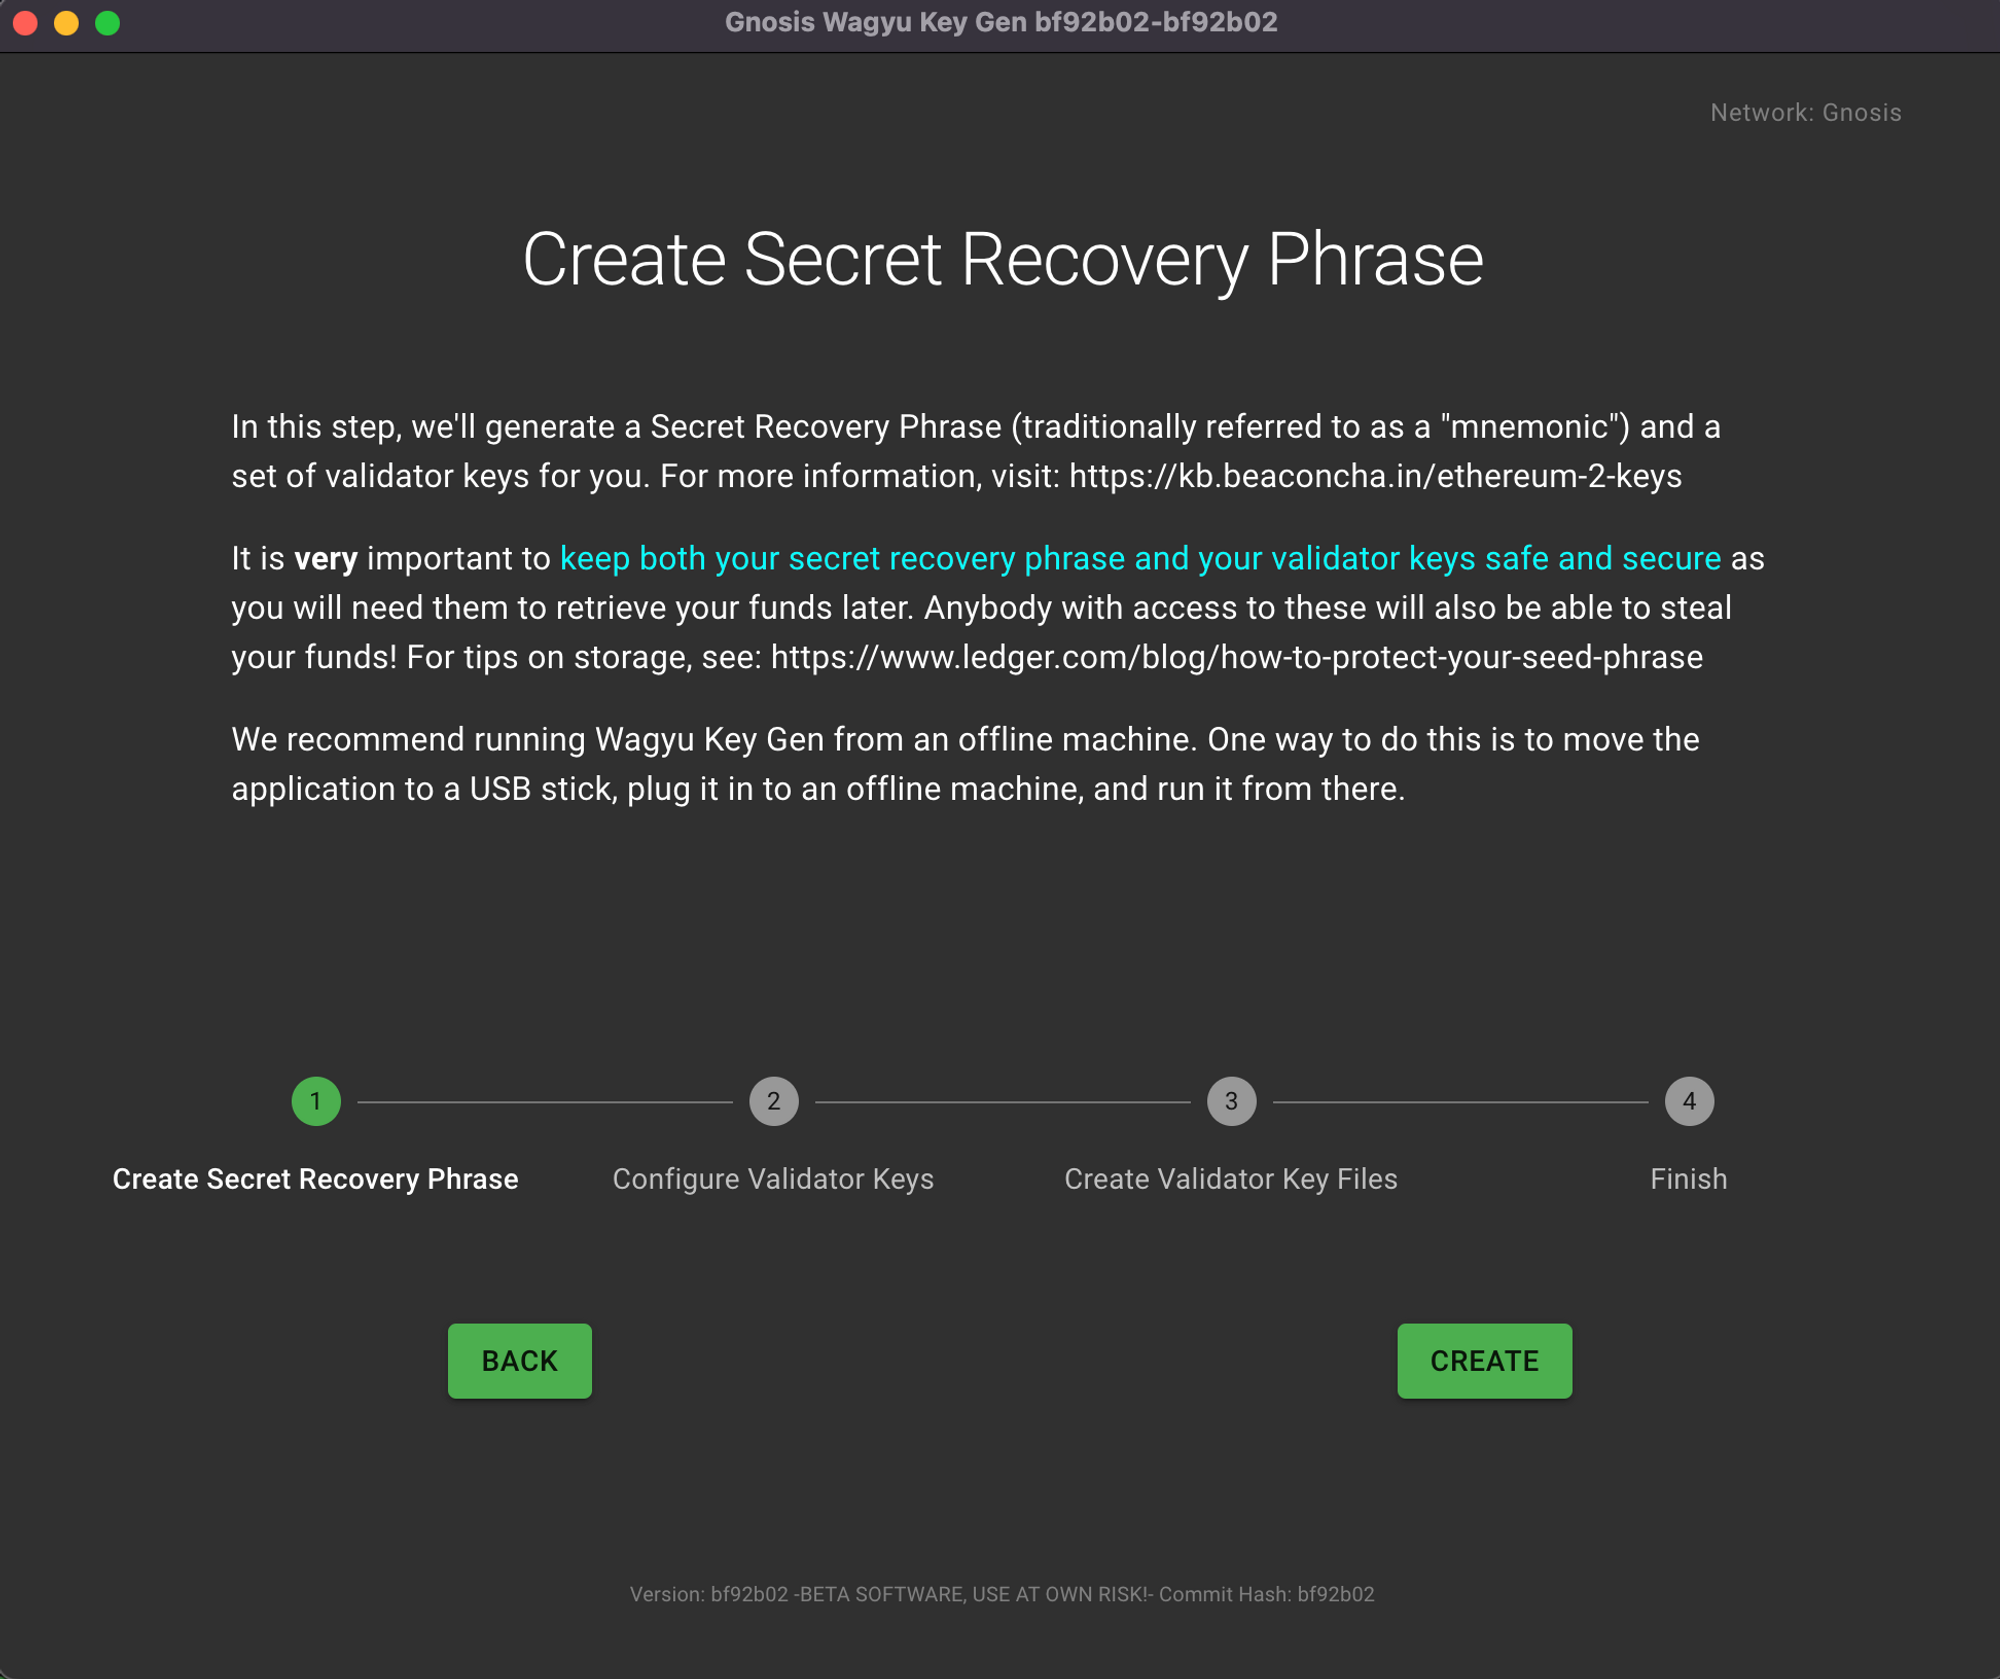 Gnosis Wagyu Key Gen bf92b02-bf92b02
Network: Gnosis
Create Secret Recovery Phrase
In this step, we'll generate a Secret Recovery Phrase (traditionally referred to as a "mnemonic") and a
set of validator keys for you. For more information, visit: https://kb.beaconcha.in/ethereum-2-keys
It is very important to keep both your secret recovery phrase and your validator keys safe and secure as
you will need them to retrieve your funds later. Anybody with access to these will also be able to steal
your funds! For tips on storage, see: https://www.ledger.com/blog/how-to-protect-your-seed-phrase
We recommend running Wagyu Key Gen from an offline machine. One way to do this is to move the
application to a USB stick, plug it in to an offline machine, and run it from there.
1
2
3
4
Create Secret Recovery Phrase
Configure Validator Keys
Create Validator Key Files
Finish
BACK
CREATE
Version: bf92b02 -BETA SOFTWARE, USE AT OWN RISK!- Commit Hash: bf92b02